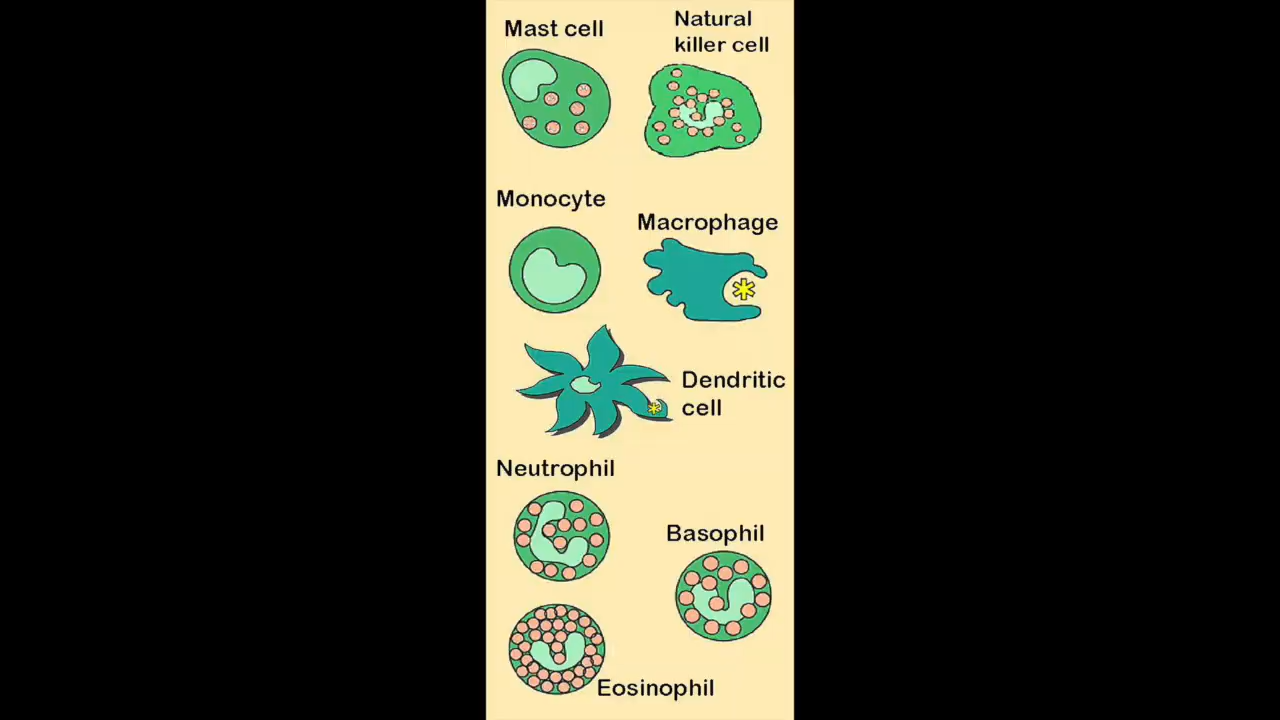 Mast cell
Natural
killer cell
Monocyte
Macrophage
Dendritic
cell
Neutrophil
Basophil
Eosinophil